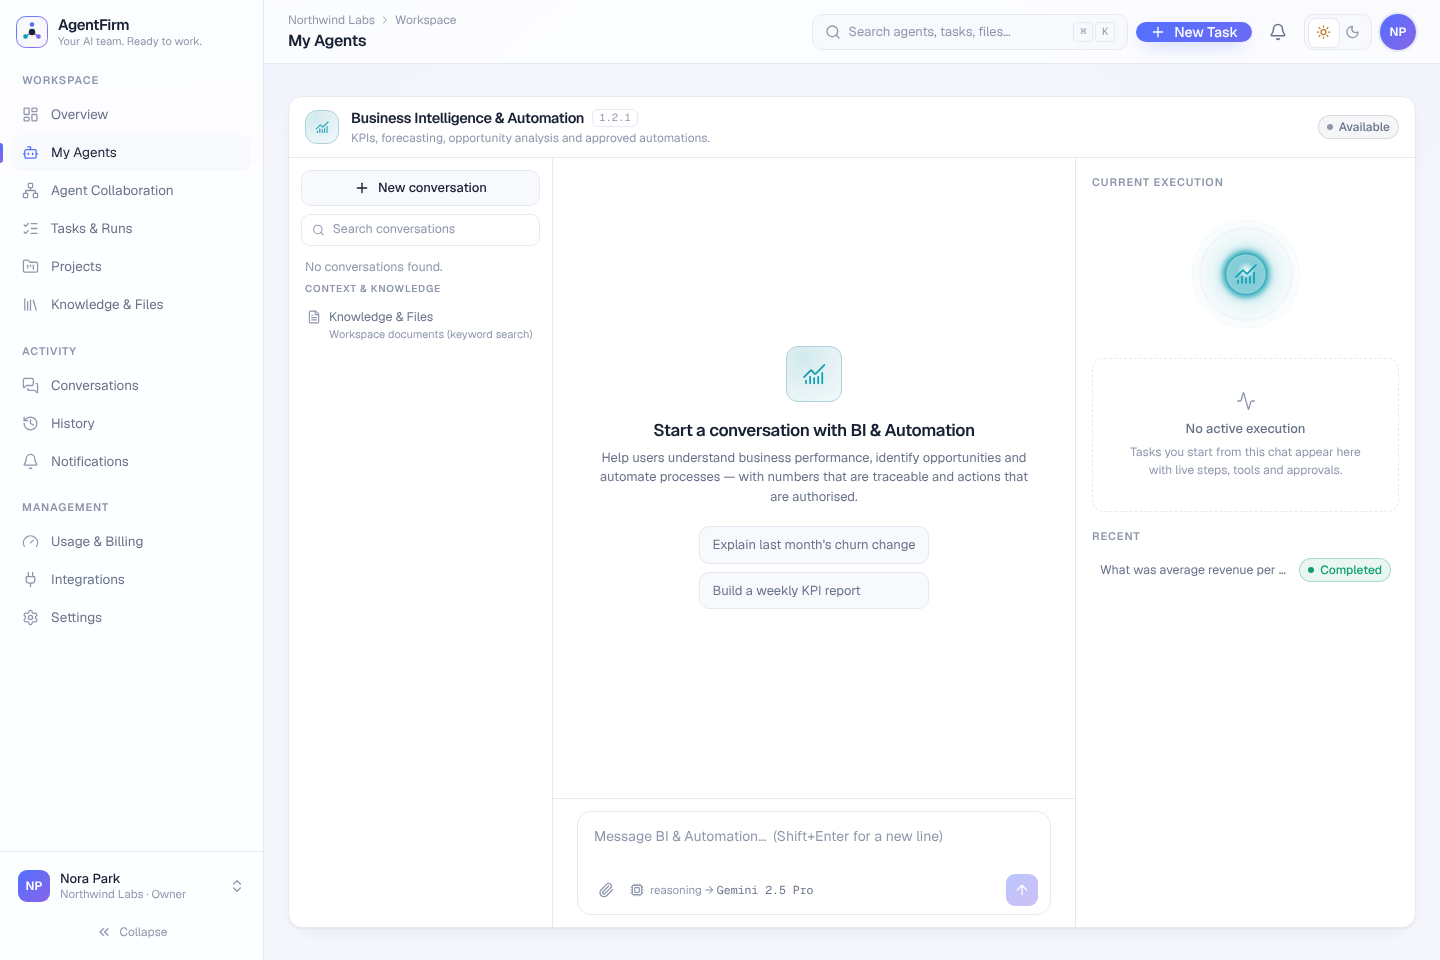 AgentFirm
Your AI team. Ready to work.
WORKSPACE
Overview
My Agents
Agent Collaboration
Tasks & Runs
Projects
Knowledge & Files
ACTIVITY
Conversations
History
Notifications
MANAGEMENT
Usage & Billing
Integrations
Settings
NP
Nora Park
Northwind Labs · Owner
Collapse
Northwind Labs > Workspace
My Agents
Search agents, tasks, files…
⌘ K
New Task
NP
Business Intelligence & Automation 1.2.1
KPIs, forecasting, opportunity analysis and approved automations.
Available
New conversation
Search conversations
No conversations found.
CONTEXT & KNOWLEDGE
Knowledge & Files
Workspace documents (keyword search)
Start a conversation with BI & Automation
Help users understand business performance, identify opportunities and
automate processes — with numbers that are traceable and actions that
are authorised.
Explain last month's churn change
Build a weekly KPI report
Message BI & Automation… (Shift+Enter for a new line)
reasoning → Gemini 2.5 Pro
CURRENT EXECUTION
No active execution
Tasks you start from this chat appear here
with live steps, tools and approvals.
RECENT
What was average revenue per …
Completed